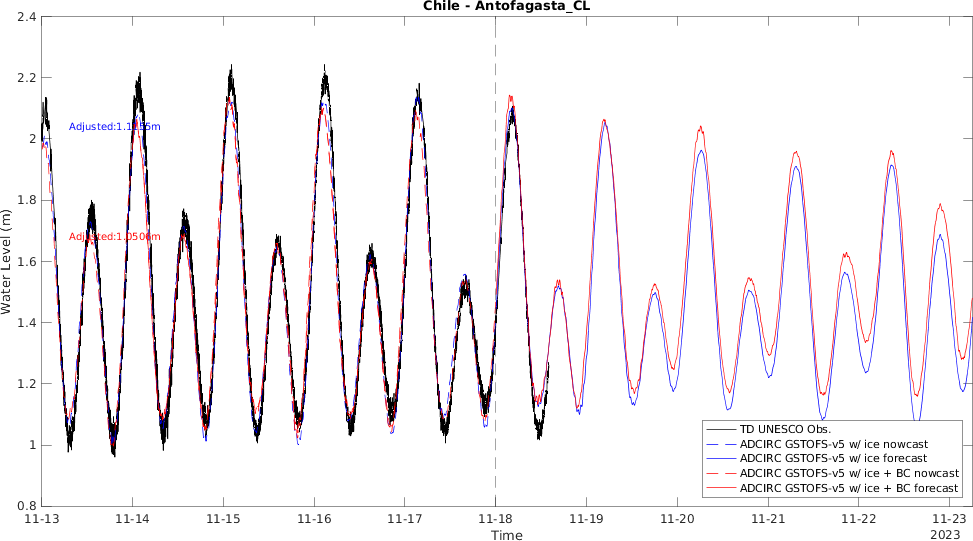 Chile - Antofagasta_CL
2.4
2.2
2
1.8
1.6
1.4
1.2
1
0.8
Water Level (m)
Adjusted:1.1155m
Adjusted:1.0506m
TD UNESCO Obs.
ADCIRC GSTOFS-v5 w/ ice nowcast
ADCIRC GSTOFS-v5 w/ ice forecast
ADCIRC GSTOFS-v5 w/ ice + BC nowcast
ADCIRC GSTOFS-v5 w/ ice + BC forecast
11-13 11-14 11-15 11-16 11-17 11-18 11-19 11-20 11-21 11-22 11-23
Time
2023